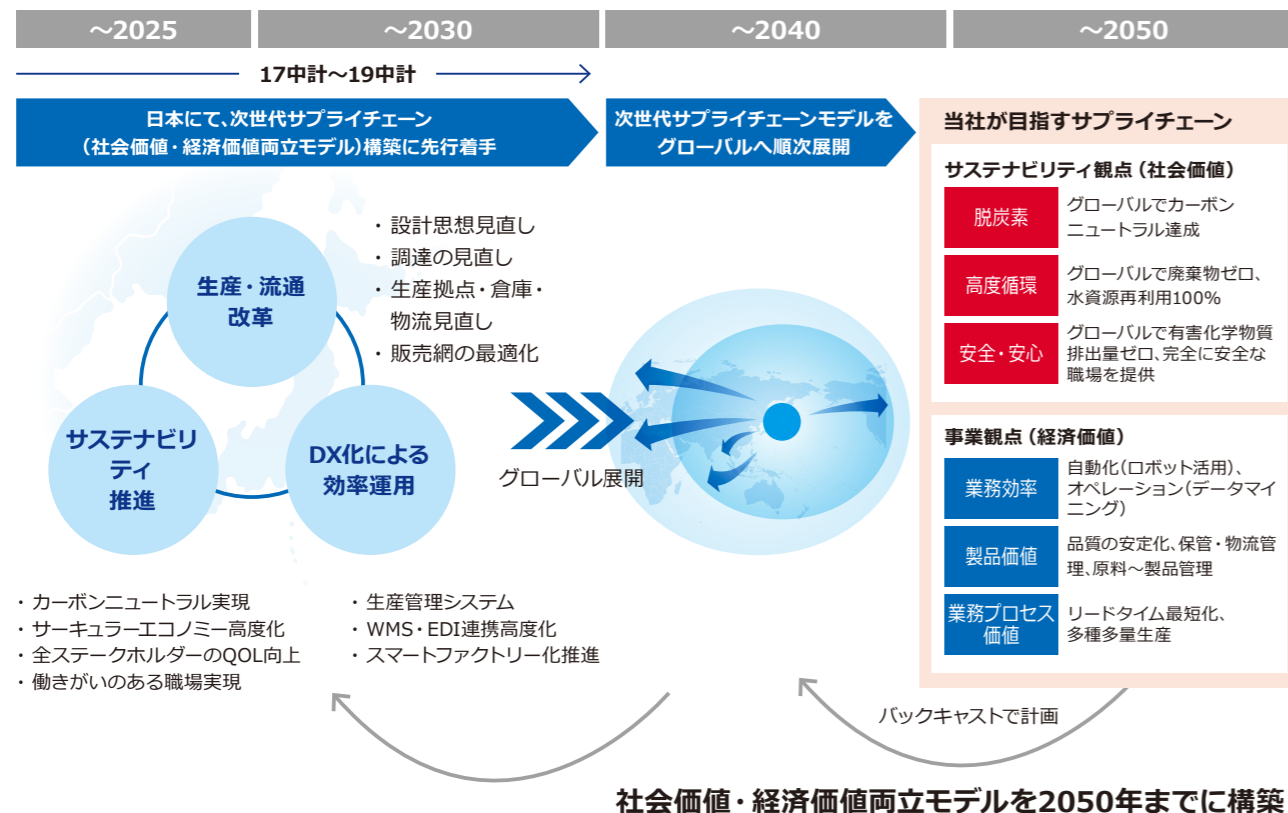 ～2025
～2030
～2040
～2050
17中計～19中計
日本にて、次世代サプライチェーン
（社会価値・経済価値両立モデル）構築に先行着手
次世代サプライチェーンモデルを
グローバルへ順次展開
生産・流通
改革
サステナビリ
ティ
推進
DX化による
効率運用
・ 設計思想見直し
・ 調達の見直し
・ 生産拠点・倉庫・
物流見直し
・ 販売網の最適化
グローバル展開
・ カーボンニュートラル実現
・ サーキュラーエコノミー高度化
・ 全ステークホルダーのQOL向上
・ 働きがいのある職場実現
・ 生産管理システム
・ WMS・EDI連携高度化
・ スマートファクトリー化推進
当社が目指すサプライチェーン
サステナビリティ観点（社会価値）
脱炭素
グローバルでカーボン
ニュートラル達成
高度循環
グローバルで廃棄物ゼロ、
水資源再利用100%
安全・安心
グローバルで有害化学物質
排出量ゼロ、完全に安全な
職場を提供
事業観点（経済価値）
業務効率
自動化（ロボット活用）、
オペレーション（データマイ
ニング）
製品価値
品質の安定化、保管・物流管
理、原料～製品管理
業務プロセス
価値
リードタイム最短化、
多種多量生産
バックキャストで計画
社会価値・経済価値両立モデルを2050年までに構築